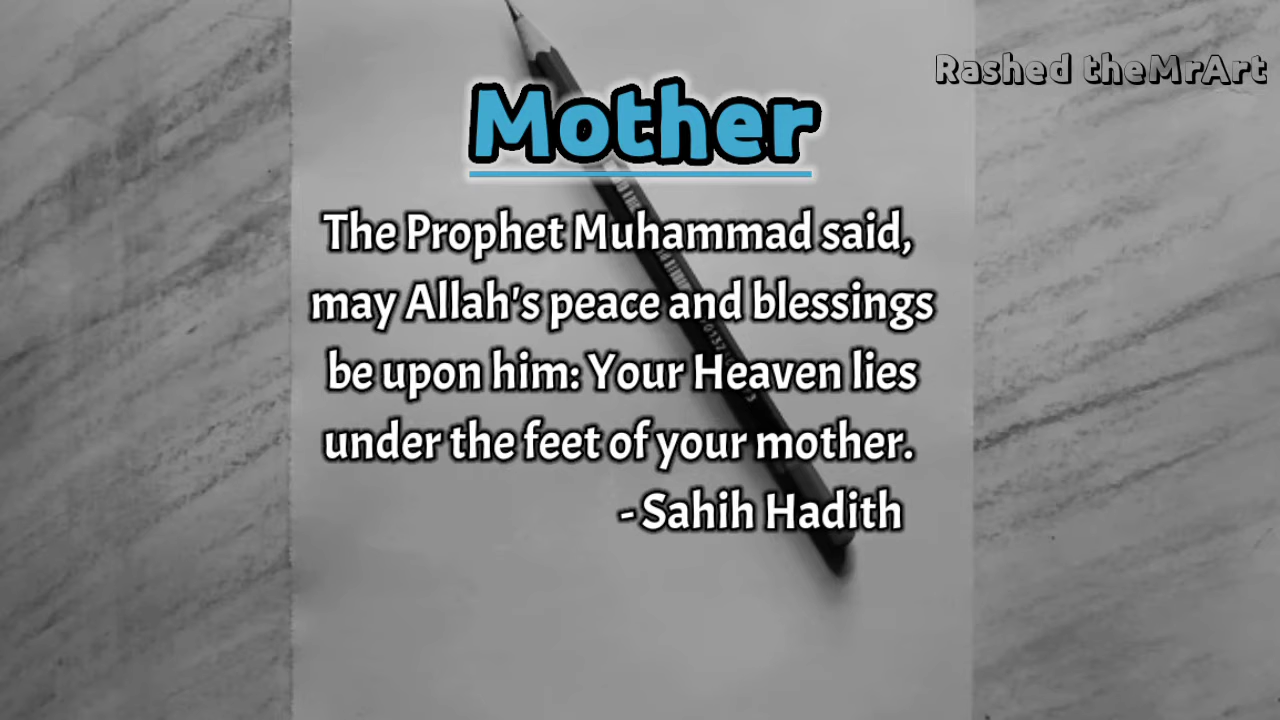 Rashed theMrArt
Mother
The Prophet Muhammad said,
may Allah's peace and blessings
be upon him: Your Heaven lies
under the feet of your mother.
- Sahih Hadith